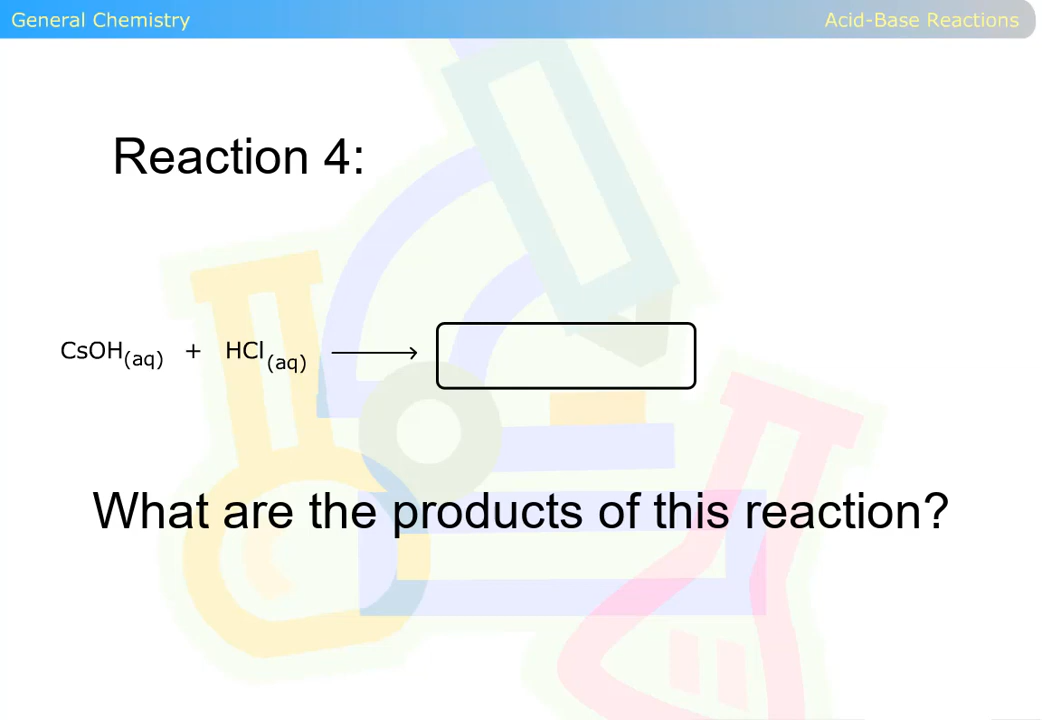 General Chemistry Acid-Base Reactions
Reaction 4:
CsOH(aq) + HCl(aq) ⟶
What are the products of this reaction?